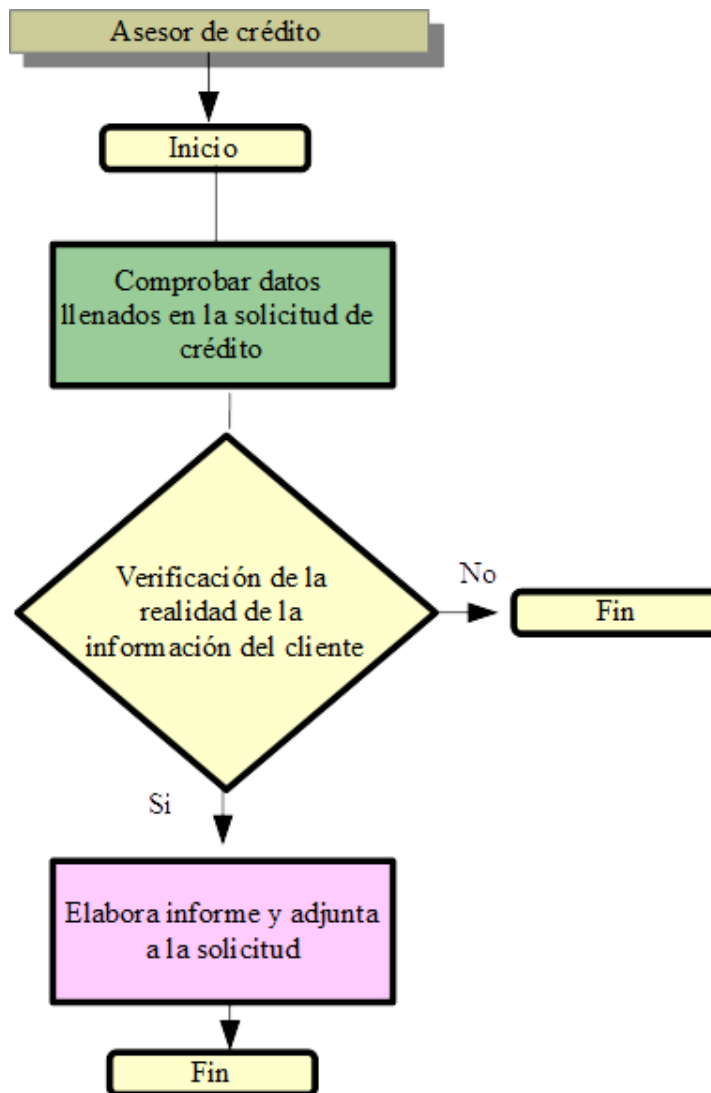 Asesor de crédito
Inicio
Comprobar datos
llenados en la solicitud de
crédito
Verificación de la
realidad de la
información del cliente
No
Fin
Si
Elabora informe y adjunta
a la solicitud
Fin